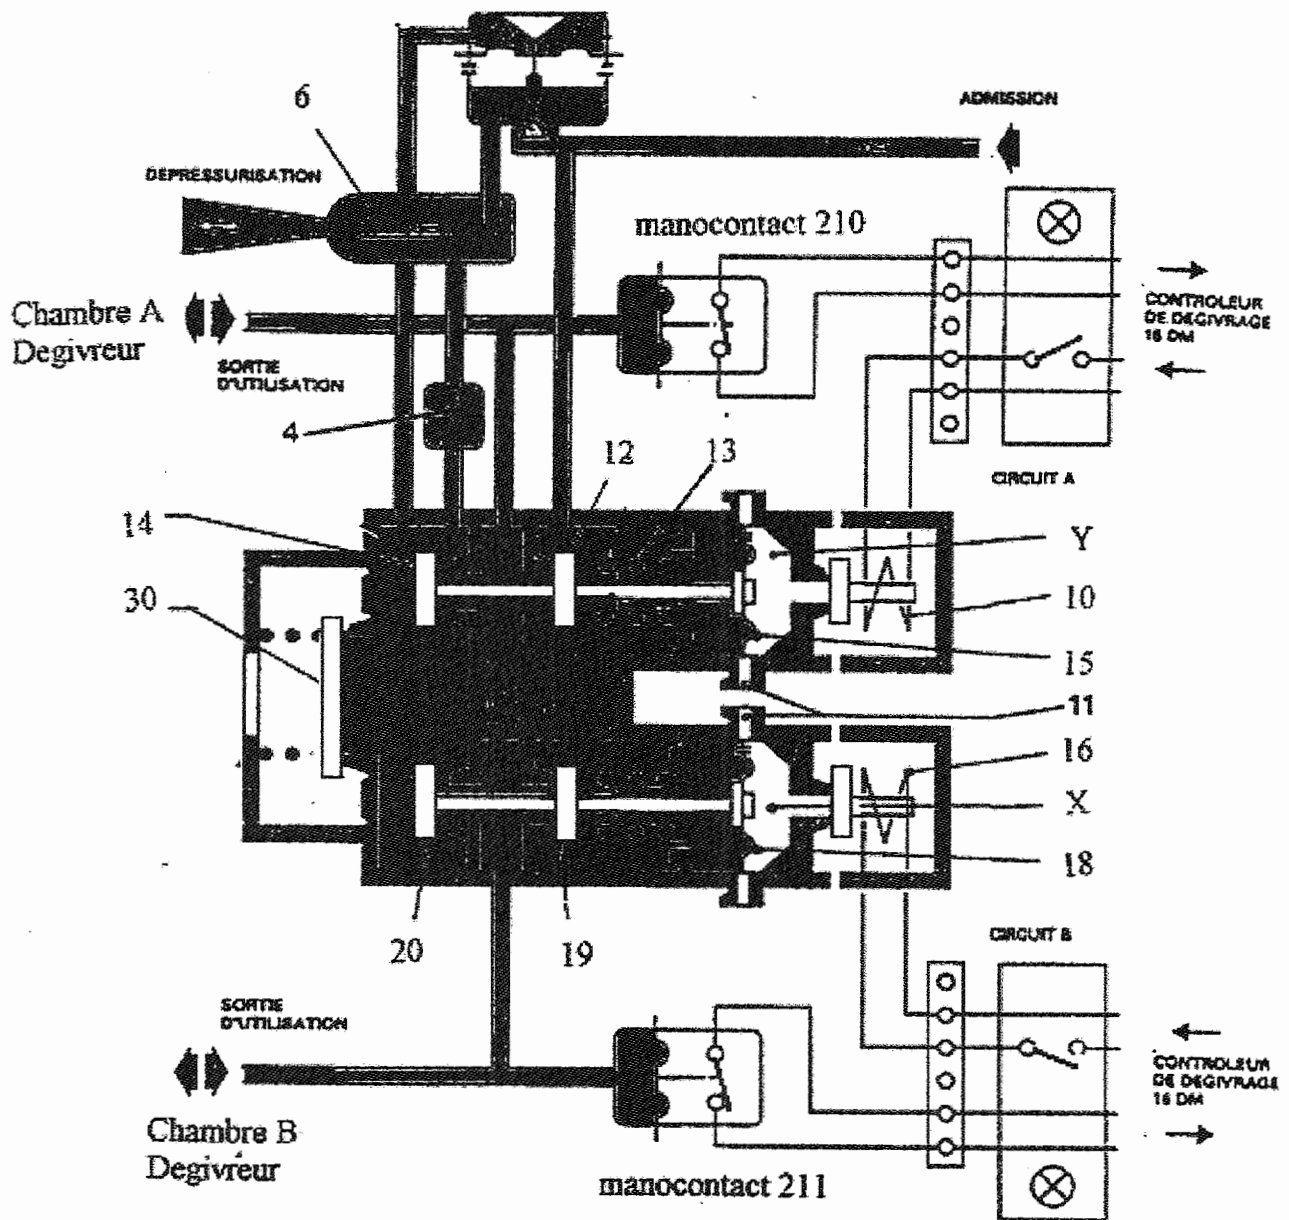 6
ADMISSION
DEPRESSURISATION
manocontact 210
Chambre A
Degivreur
SORTIE
D'UTILISATION
CONTROLEUR
DE DEGIVRAGE
16 DM
4
12
13
CIRCUIT A
14
Y
30
10
15
11
16
X
18
20
19
CIRCUIT B
SORTIE
D'UTILISATION
CONTROLEUR
DE DEGIVRAGE
16 DM
Chambre B
Degivreur
manocontact 211